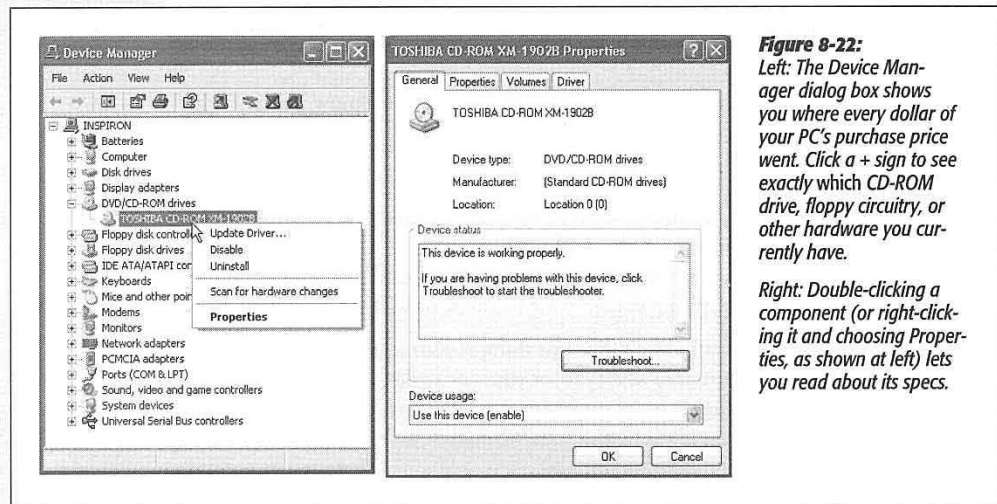 Device Manager
File Action View Help
INSPIRON
Batteries
Computer
Disk drives
Display adapters
DVD/CD-ROM drives
TOSHIBA CD-ROM XM-1902B
Floppy disk controlle
Floppy disk drives
IDE ATA/ATAPI cor
Keyboards
Mice and other poin
Modems
Monitors
Network adapters
PCMCIA adapters
Ports (COM & LPT)
Sound, video and game controllers
System devices
Universal Serial Bus controllers
Update Driver...
Disable
Uninstall
Scan for hardware changes
Properties
TOSHIBA CD-ROM XM-1902B Properties
General Properties Volumes Driver
TOSHIBA CD-ROM XM-1902B
Device type: DVD/CD-ROM drives
Manufacturer: (Standard CD-ROM drives)
Location: Location 0 (0)
Device status
This device is working properly.
If you are having problems with this device, click
Troubleshoot to start the troubleshooter.
Troubleshoot...
Device usage:
Use this device (enable)
OK Cancel
Figure 8-22:
Left: The Device Man-
ager dialog box shows
you where every dollar of
your PC's purchase price
went. Click a + sign to see
exactly which CD-ROM
drive, floppy circuitry, or
other hardware you cur-
rently have.
Right: Double-clicking a
component (or right-click-
ing it and choosing Proper-
ties, as shown at left) lets
you read about its specs.